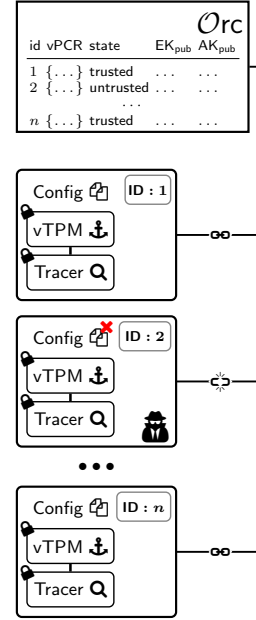 Orc
id vPCR state EKpub AKpub
1 {...} trusted ... ...
2 {...} untrusted ... ...
...
n {...} trusted ... ...
Config ID : 1
vTPM
Tracer
Config ID : 2
vTPM
Tracer
•••
Config ID : n
vTPM
Tracer